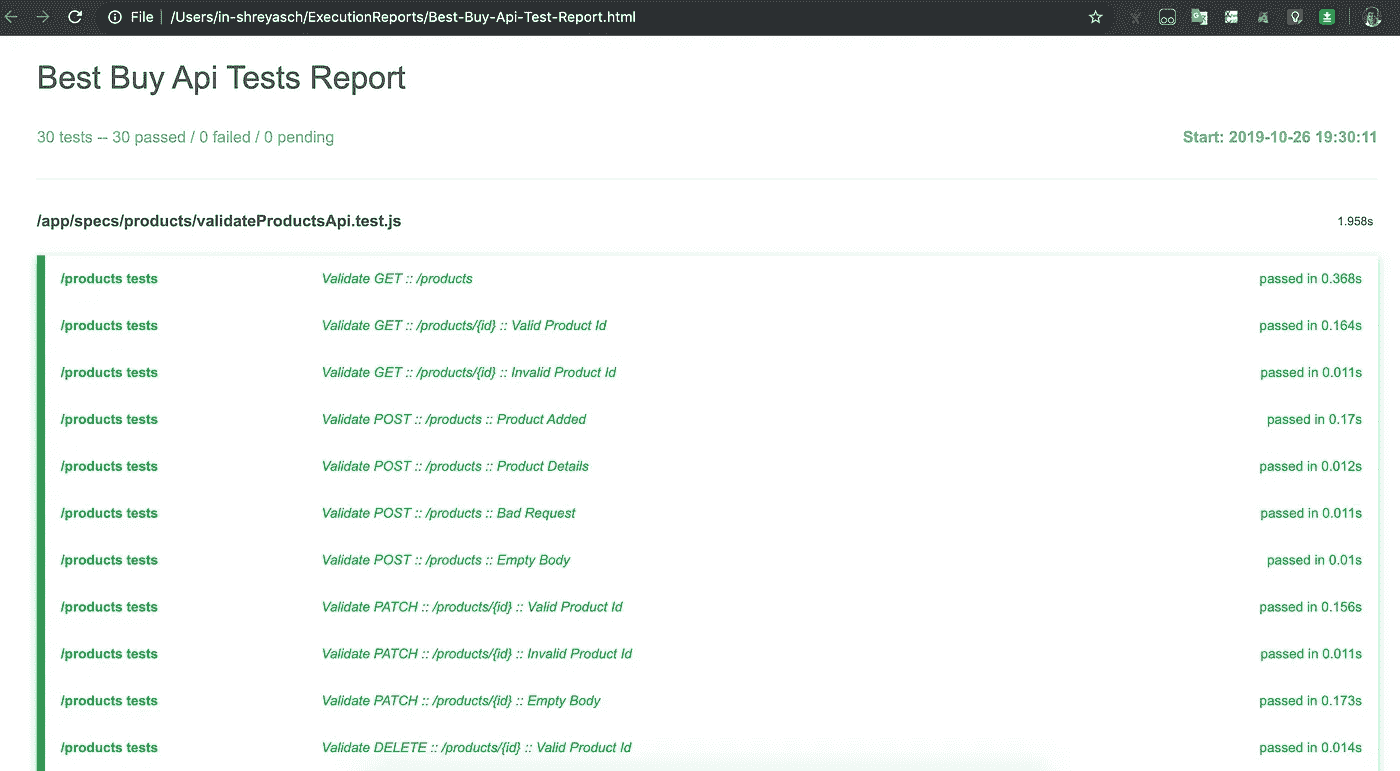 File | /Users/in-shreyasch/ExecutionReports/Best-Buy-Api-Test-Report.html
Best Buy Api Tests Report
30 tests -- 30 passed / 0 failed / 0 pending
Start: 2019-10-26 19:30:11
/app/specs/products/validateProductsApi.test.js 1.958s
/products tests Validate GET :: /products passed in 0.368s
/products tests Validate GET :: /products/{id} :: Valid Product Id passed in 0.164s
/products tests Validate GET :: /products/{id} :: Invalid Product Id passed in 0.011s
/products tests Validate POST :: /products :: Product Added passed in 0.17s
/products tests Validate POST :: /products :: Product Details passed in 0.012s
/products tests Validate POST :: /products :: Bad Request passed in 0.011s
/products tests Validate POST :: /products :: Empty Body passed in 0.01s
/products tests Validate PATCH :: /products/{id} :: Valid Product Id passed in 0.156s
/products tests Validate PATCH :: /products/{id} :: Invalid Product Id passed in 0.011s
/products tests Validate PATCH :: /products/{id} :: Empty Body passed in 0.173s
/products tests Validate DELETE :: /products/{id} :: Valid Product Id passed in 0.014s